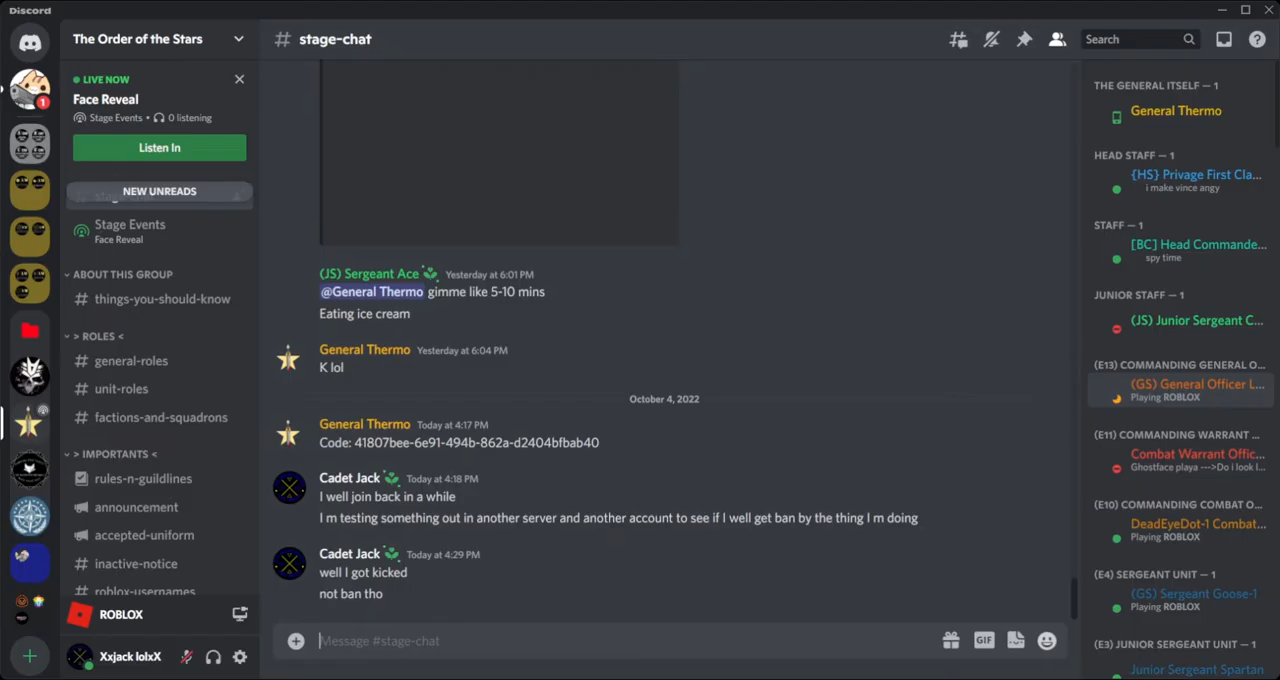 Discord
The Order of the Stars
LIVE NOW
Face Reveal
Stage Events • 0 listening
Listen In
NEW UNREADS
Stage Events
Face Reveal
ABOUT THIS GROUP
# things-you-should-know
> ROLES <
# general-roles
# unit-roles
# factions-and-squadrons
> IMPORTANTS <
rules-n-guildlines
announcement
accepted-uniform
# inactive-notice
# roblox-usernames
ROBLOX
Xxjack lolxX
1
# stage-chat
Search
(JS) Sergeant Ace Yesterday at 6:01 PM
@General Thermo gimme like 5-10 mins
Eating ice cream
General Thermo Yesterday at 6:04 PM
K lol
October 4, 2022
General Thermo Today at 4:17 PM
Code: 41807bee-6e91-494b-862a-d2404bfbab40
Cadet Jack Today at 4:18 PM
I well join back in a while
I m testing something out in another server and another account to see if I well get ban by the thing I m doing
Cadet Jack Today at 4:29 PM
well I got kicked
not ban tho
Message #stage-chat
GIF
THE GENERAL ITSELF — 1
General Thermo
HEAD STAFF — 1
{HS} Privage First Cla...
i make vince angy
STAFF — 1
[BC] Head Commande...
spy time
JUNIOR STAFF — 1
(JS) Junior Sergeant C...
(E13) COMMANDING GENERAL O...
(GS) General Officer L...
Playing ROBLOX
(E11) COMMANDING WARRANT ...
Combat Warrant Offic...
Ghostface playa --->Do i look l...
(E10) COMMANDING COMBAT O...
DeadEyeDot-1 Combat...
Playing ROBLOX
(E4) SERGEANT UNIT — 1
(GS) Sergeant Goose-1
Playing ROBLOX
(E3) JUNIOR SERGEANT UNIT — 1
Junior Sergeant Spartan